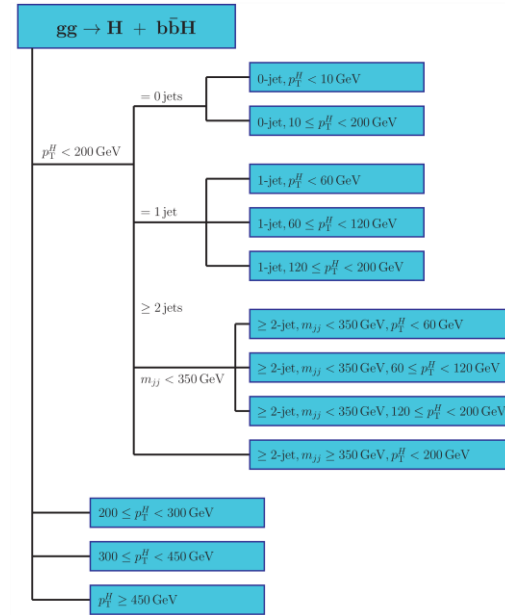 gg → H + bb̄H
= 0 jets
0-jet, p_T^H < 10 GeV
0-jet, 10 ≤ p_T^H < 200 GeV
p_T^H < 200 GeV
= 1 jet
1-jet, p_T^H < 60 GeV
1-jet, 60 ≤ p_T^H < 120 GeV
1-jet, 120 ≤ p_T^H < 200 GeV
≥ 2 jets
m_jj < 350 GeV
≥ 2-jet, m_jj < 350 GeV, p_T^H < 60 GeV
≥ 2-jet, m_jj < 350 GeV, 60 ≤ p_T^H < 120 GeV
≥ 2-jet, m_jj < 350 GeV, 120 ≤ p_T^H < 200 GeV
≥ 2-jet, m_jj ≥ 350 GeV, p_T^H < 200 GeV
200 ≤ p_T^H < 300 GeV
300 ≤ p_T^H < 450 GeV
p_T^H ≥ 450 GeV